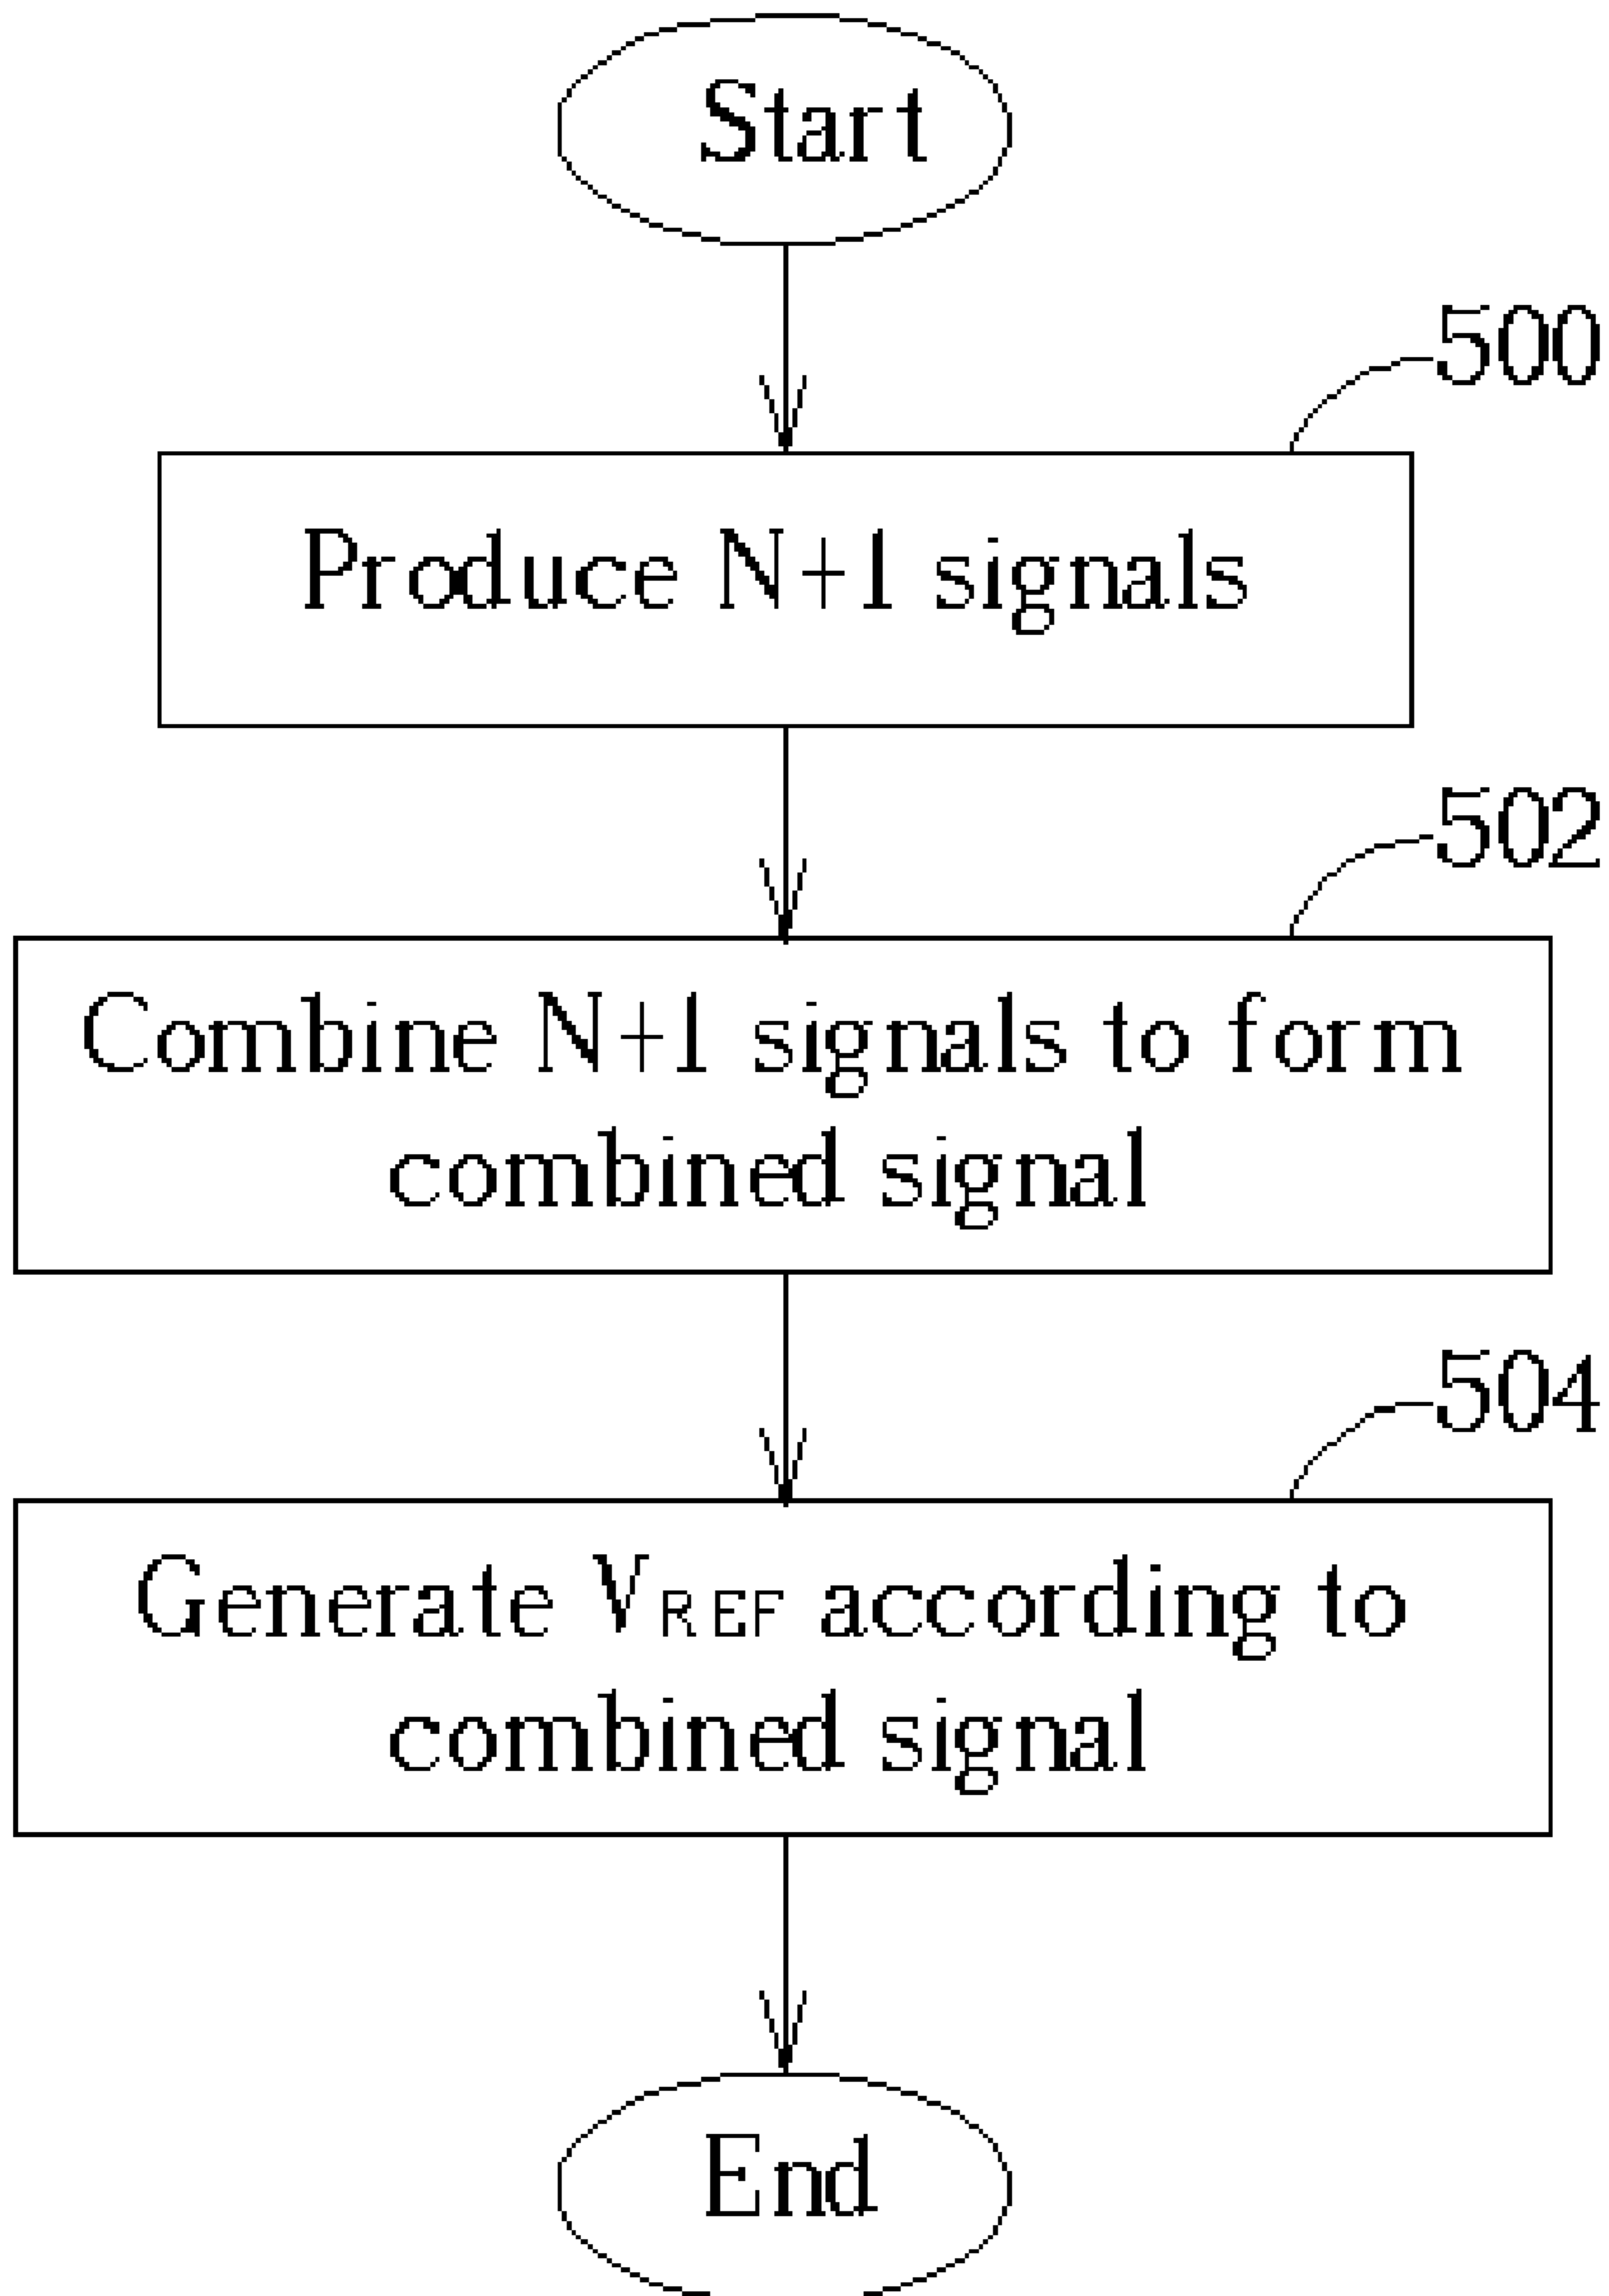 Start
500
Produce N+1 signals
502
Combine N+1 signals to form
combined signal
504
Generate VREF according to
combined signal
End